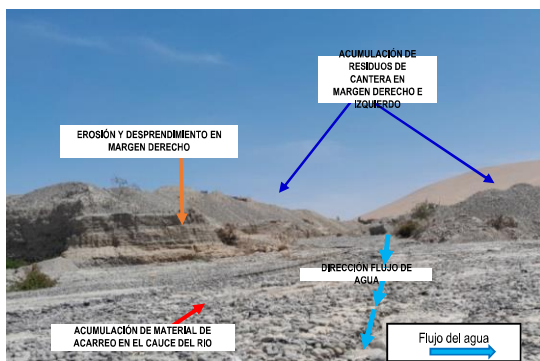 ACUMULACIÓN DE
RESIDUOS DE
CANTERA EN
MARGEN DERECHO E
IZQUIERDO
EROSIÓN Y DESPRENDIMIENTO EN
MARGEN DERECHO
DIRECCIÓN FLUJO DE
AGUA
ACUMULACIÓN DE MATERIAL DE
ACARREO EN EL CAUCE DEL RIO
Flujo del agua